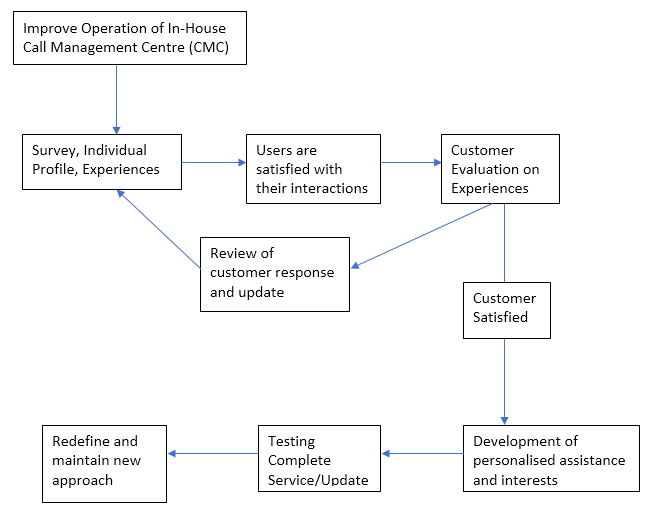 Improve Operation of In-House
Call Management Centre (CMC)
Survey, Individual
Profile, Experiences
Users are
satisfied with
their interactions
Customer
Evaluation on
Experiences
Review of
customer response
and update
Customer
Satisfied
Redefine and
maintain new
approach
Testing
Complete
Service/Update
Development of
personalised assistance
and interests